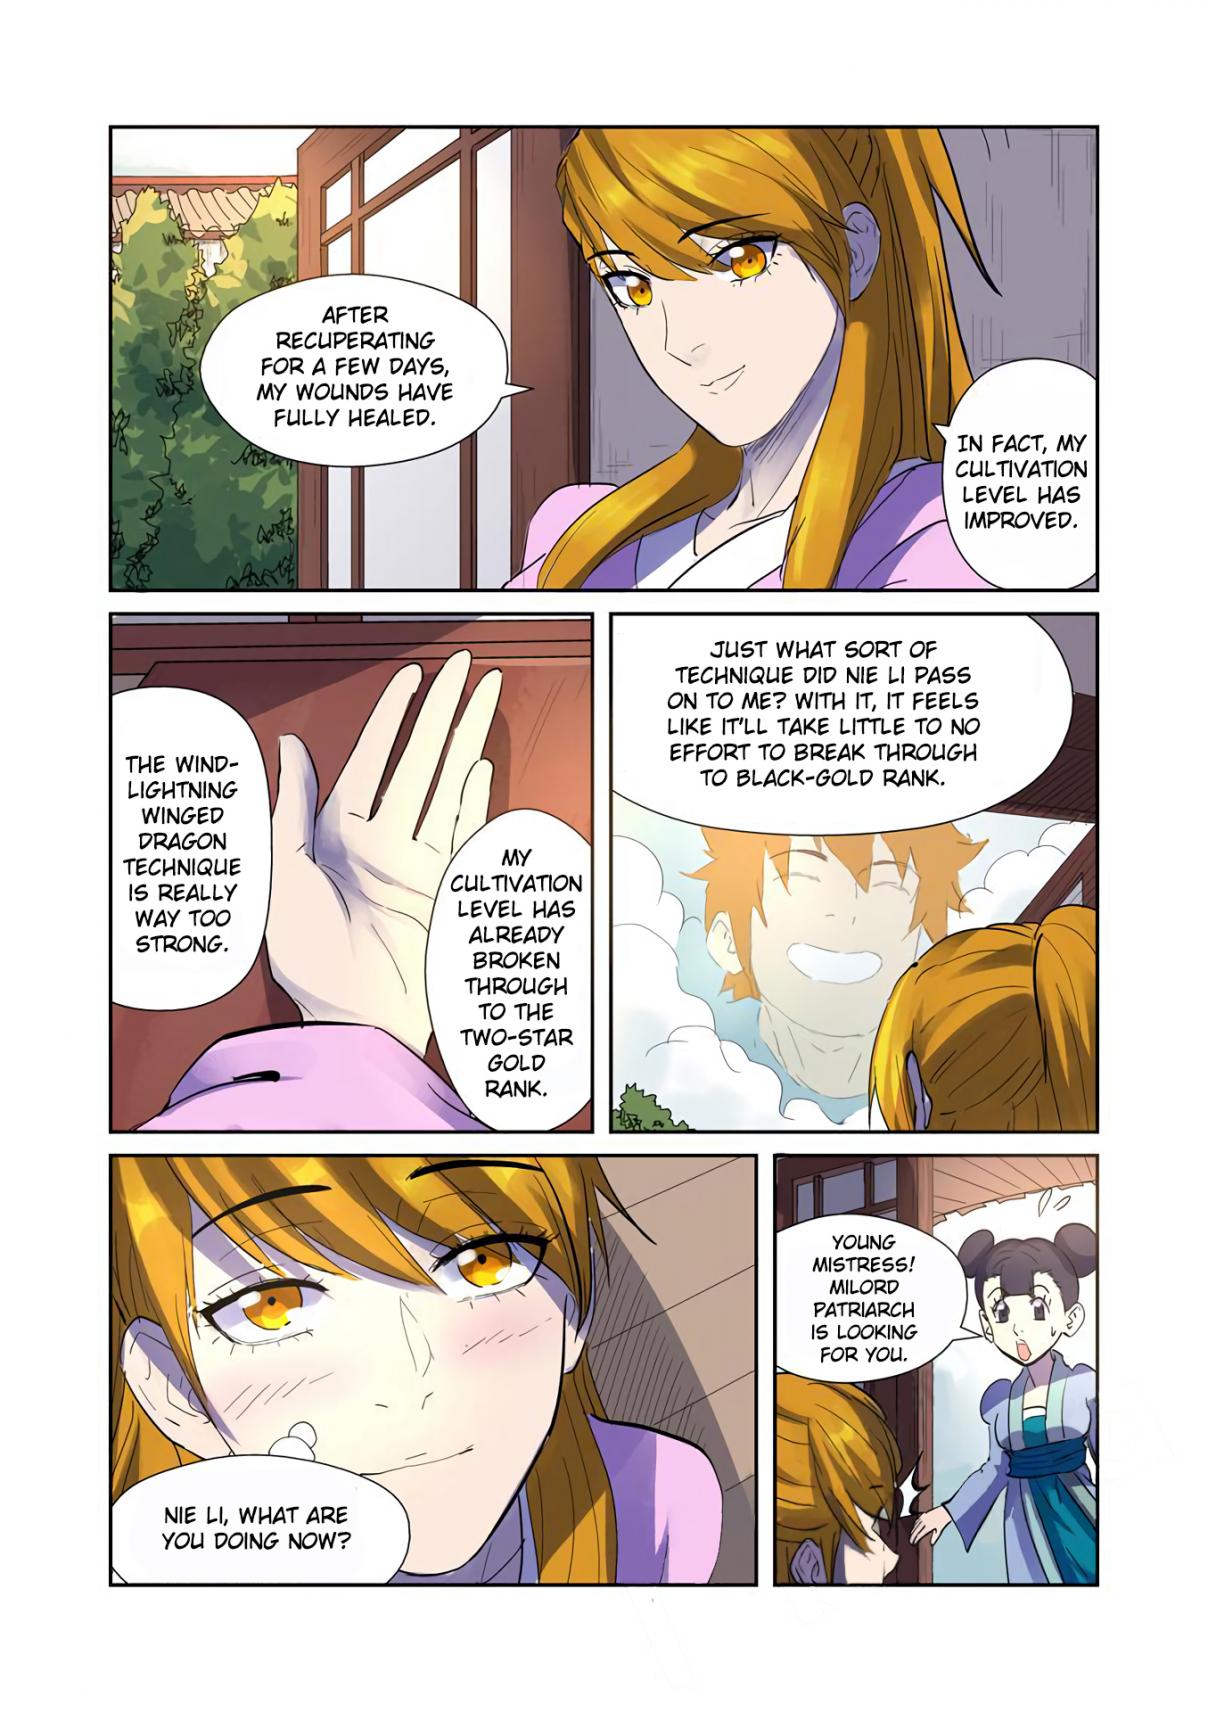 AFTER
RECUPERATING
FOR A FEW DAYS,
MY WOUNDS HAVE
FULLY HEALED.
IN FACT, MY
CULTIVATION
LEVEL HAS
IMPROVED.
THE WIND-
LIGHTNING
WINGED
DRAGON
TECHNIQUE
IS REALLY
WAY TOO
STRONG.
MY
CULTIVATION
LEVEL HAS
ALREADY
BROKEN
THROUGH
TO THE
TWO-STAR
GOLD
RANK.
JUST WHAT SORT OF
TECHNIQUE DID NIE LI PASS
ON TO ME? WITH IT, IT FEELS
LIKE IT'LL TAKE LITTLE TO NO
EFFORT TO BREAK THROUGH
TO BLACK-GOLD RANK.
NIE LI, WHAT ARE
YOU DOING NOW?
YOUNG
MISTRESS!
MILORD
PATRIARCH
IS LOOKING
FOR YOU.